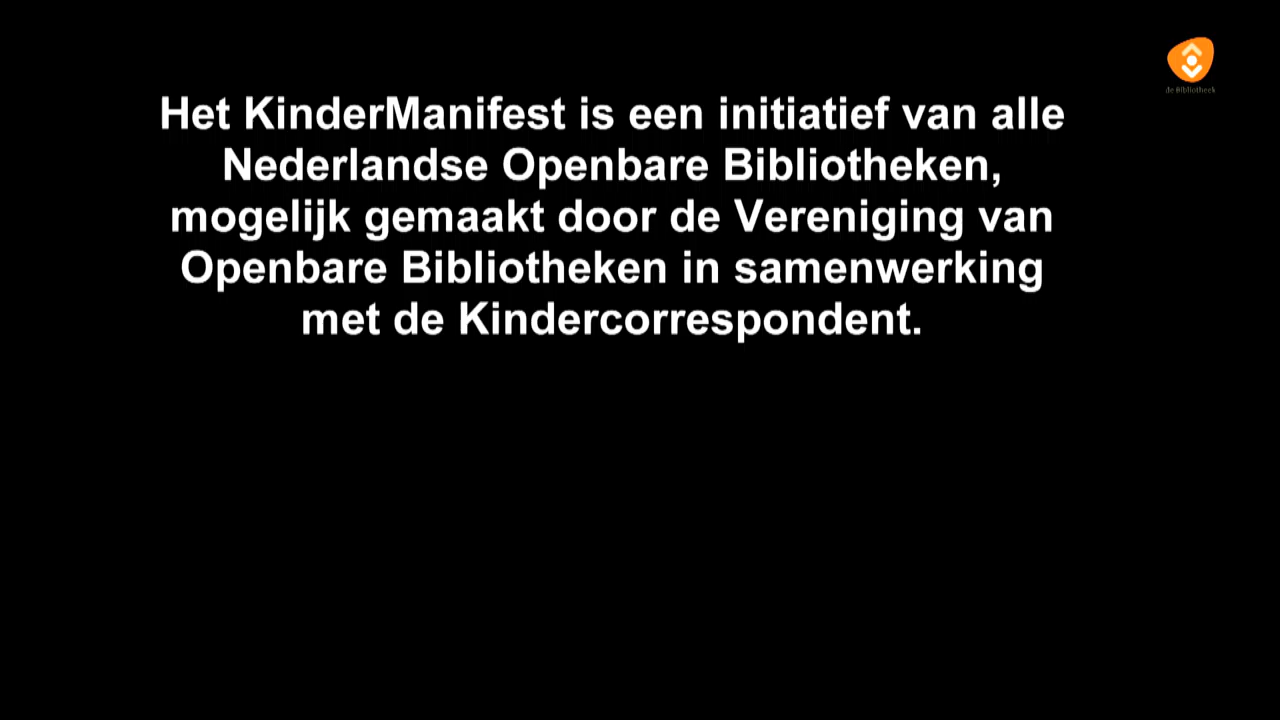 de Bibliotheek
Het KinderManifest is een initiatief van alle
Nederlandse Openbare Bibliotheken,
mogelijk gemaakt door de Vereniging van
Openbare Bibliotheken in samenwerking
met de Kindercorrespondent.